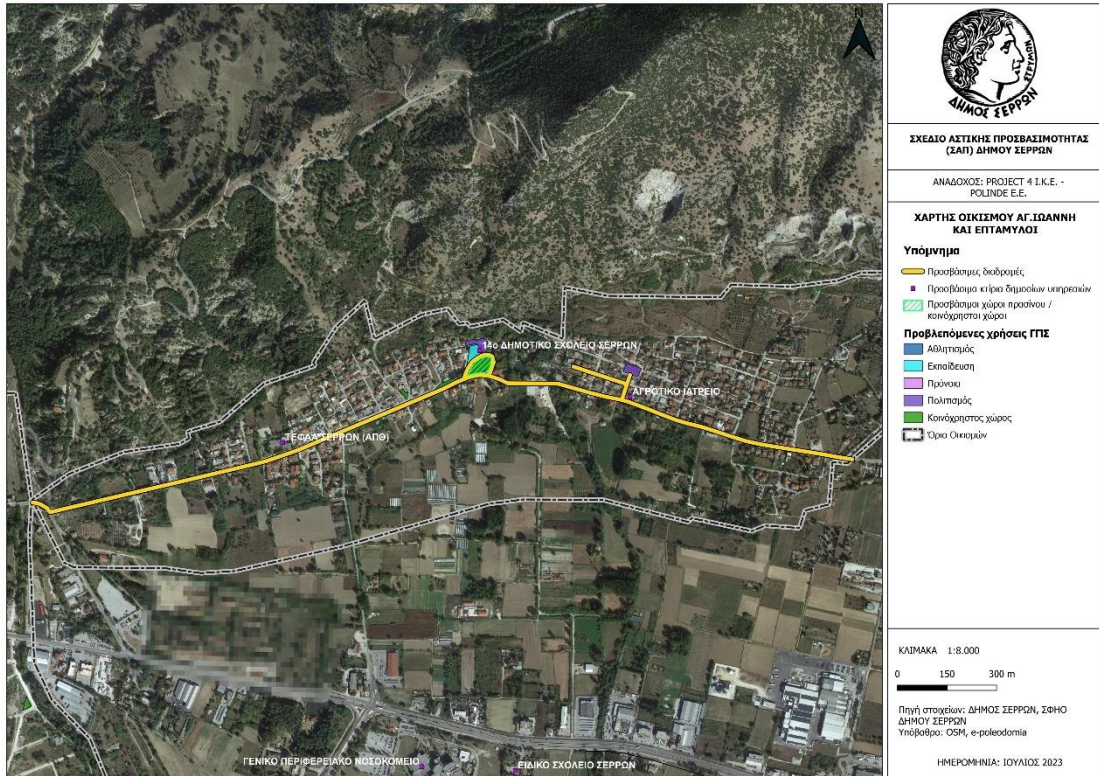 N
14ο ΔΗΜΟΤΙΚΟ ΣΧΟΛΕΙΟ ΣΕΡΡΩΝ
ΑΓΡΟΤΙΚΟ ΙΑΤΡΕΙΟ
ΤΕΦΑΑ ΣΕΡΡΩΝ (ΑΠΘ)
ΓΕΝΙΚΟ ΠΕΡΙΦΕΡΕΙΑΚΟ ΝΟΣΟΚΟΜΕΙΟ
ΕΙΔΙΚΟ ΣΧΟΛΕΙΟ ΣΕΡΡΩΝ
ΣΤΡΥΜΩΝ
ΔΗΜΟΣ ΣΕΡΡΩΝ
ΣΧΕΔΙΟ ΑΣΤΙΚΗΣ ΠΡΟΣΒΑΣΙΜΟΤΗΤΑΣ
(ΣΑΠ) ΔΗΜΟΥ ΣΕΡΡΩΝ
ΑΝΑΔΟΧΟΣ: PROJECT 4 Ι.Κ.Ε. -
POLINDE Ε.Ε.
ΧΑΡΤΗΣ ΟΙΚΙΣΜΟΥ ΑΓ.ΙΩΑΝΝΗ
ΚΑΙ ΕΠΤΑΜΥΛΟΙ
Υπόμνημα
Προσβάσιμες διαδρομές
Προσβάσιμα κτίρια δημοσίων υπηρεσιών
Προσβάσιμοι χώροι πρασίνου /
κοινόχρηστοι χώροι
Προβλεπόμενες χρήσεις ΓΠΣ
Αθλητισμός
Εκπαίδευση
Πρόνοια
Πολιτισμός
Κοινόχρηστος χώρος
Όρια Οικισμών
ΚΛΙΜΑΚΑ 1:8.000
0 150 300 m
Πηγή στοιχείων: ΔΗΜΟΣ ΣΕΡΡΩΝ, ΣΦΗΟ
ΔΗΜΟΥ ΣΕΡΡΩΝ
Υπόβαθρο: OSM, e-poleodomia
ΗΜΕΡΟΜΗΝΙΑ: ΙΟΥΛΙΟΣ 2023